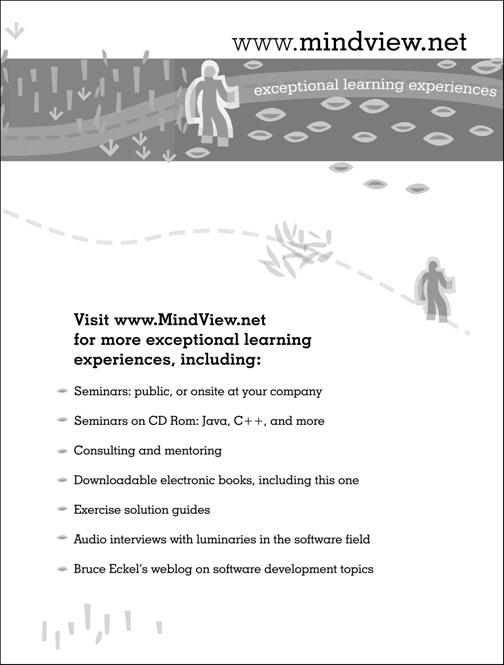 www.mindview.net
exceptional learning experiences
Visit www.MindView.net
for more exceptional learning
experiences, including:
Seminars: public, or onsite at your company
Seminars on CD Rom: Java, C++, and more
Consulting and mentoring
Downloadable electronic books, including this one
Exercise solution guides
Audio interviews with luminaries in the software field
Bruce Eckel's weblog on software development topics